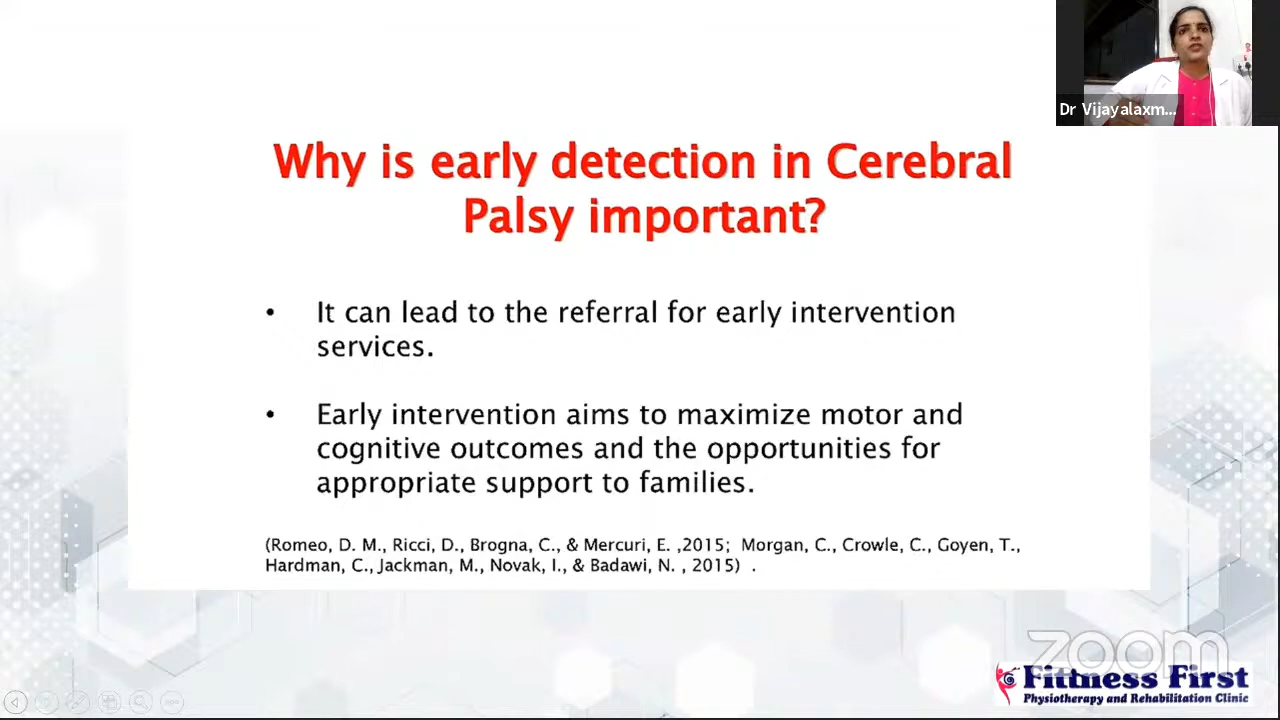 Dr Vijayalaxm...
Why is early detection in Cerebral
Palsy important?
• It can lead to the referral for early intervention
services.
• Early intervention aims to maximize motor and
cognitive outcomes and the opportunities for
appropriate support to families.
(Romeo, D. M., Ricci, D., Brogna, C., & Mercuri, E. ,2015; Morgan, C., Crowle, C., Goyen, T.,
Hardman, C., Jackman, M., Novak, I., & Badawi, N. , 2015) .
zoom
Fittness First
Physiotherapy and Rehabilitation Clinic